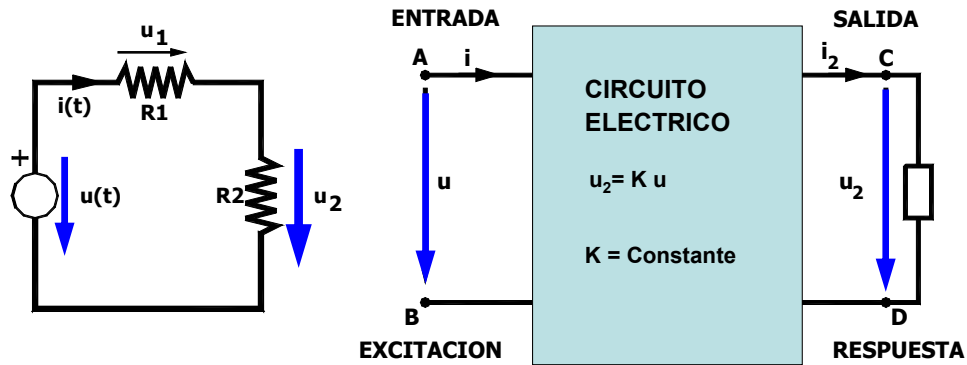 u₁
i(t)
R1
+
u(t)
R2
u₂
ENTRADA
A
i
u
B
EXCITACION
CIRCUITO
ELECTRICO
u₂= K u
K = Constante
SALIDA
i₂
C
u₂
D
RESPUESTA